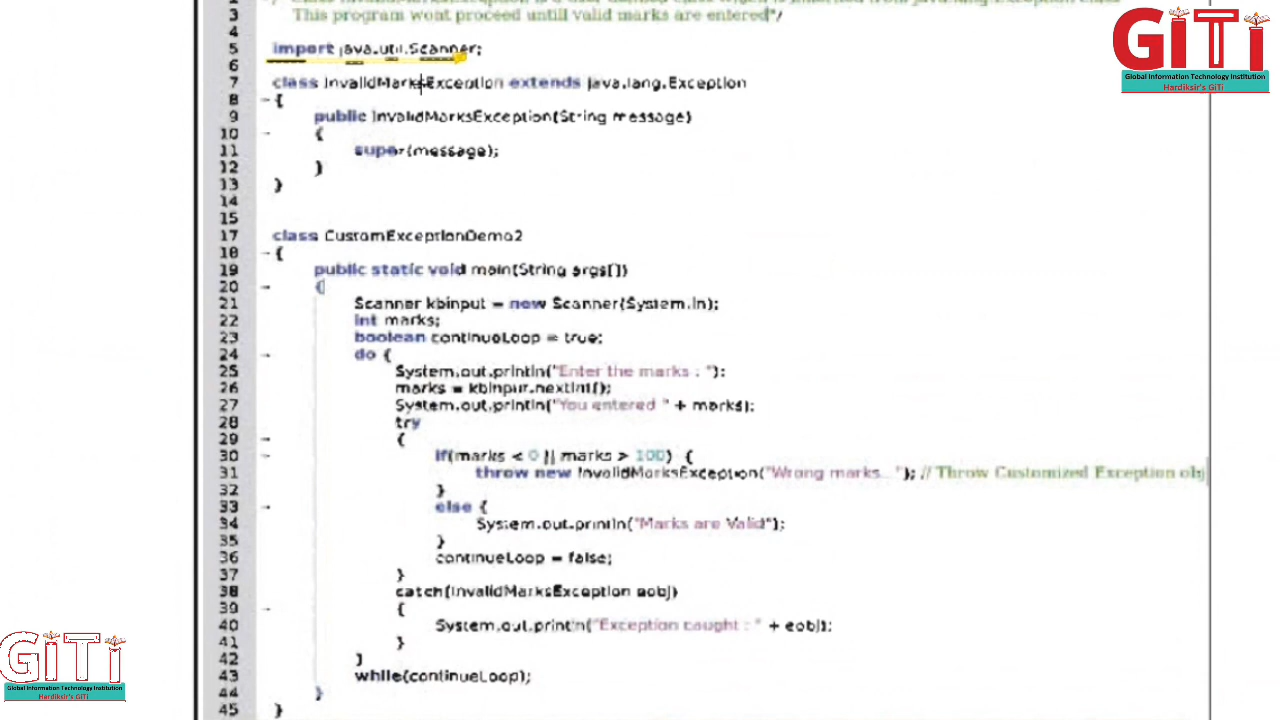 This program wont proceed untill valid marks are entered*/
GiTi
Global Information Technology Institution
Hardiksir's GiTi
3
4
5 import java.util.Scanner;
6
7 class InvalidMarksException extends java.lang.Exception
8 {
9 public InvalidMarksException(String message)
10 {
11 super(message);
12 }
13 }
14
15
17 class CustomExceptionDemo2
18 {
19 public static void main(String args[])
20 {
21 Scanner kbinput = new Scanner(System.in);
22 int marks;
23 boolean continueLoop = true;
24 do {
25 System.out.println("Enter the marks : ");
26 marks = kbinput.nextInt();
27 System.out.println("You entered " + marks);
28 try
29 {
30 if(marks < 0 || marks > 100) {
31 throw new InvalidMarksException("Wrong marks.. "); // Throw Customized Exception obj
32 }
33 else {
34 System.out.println("Marks are Valid");
35 }
36 continueLoop = false;
37 }
38 catch(InvalidMarksException eobj)
39 {
40 System.out.println("Exception caught : " + eobj);
41 }
42 }
43 while(continueLoop);
44 }
45 }
GiTi
Global Information Technology Institution
Hardiksir's GiTi